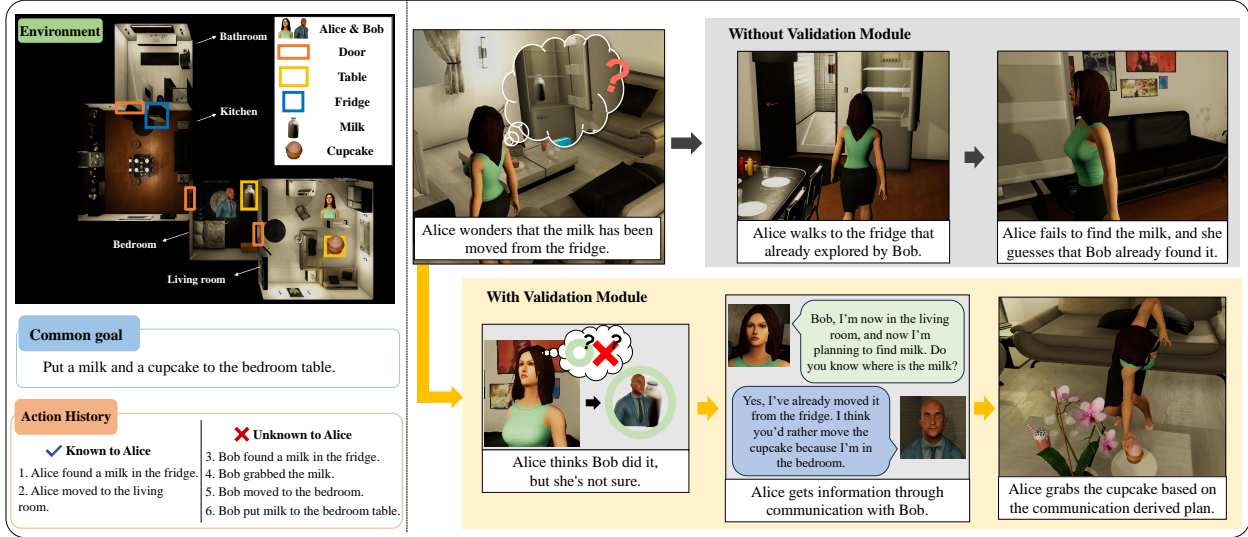 Environment
Bathroom
Kitchen
Bedroom
Living room
Alice & Bob
Door
Table
Fridge
Milk
Cupcake
Common goal
Put a milk and a cupcake to the bedroom table.
Action History
Known to Alice
1. Alice found a milk in the fridge.
2. Alice moved to the living
room.
Unknown to Alice
3. Bob found a milk in the fridge.
4. Bob grabbed the milk.
5. Bob moved to the bedroom.
6. Bob put milk to the bedroom table.
?
Alice wonders that the milk has been
moved from the fridge.
Without Validation Module
Alice walks to the fridge that
already explored by Bob.
Alice fails to find the milk, and she
guesses that Bob already found it.
With Validation Module
? ?
Alice thinks Bob did it,
but she's not sure.
Bob, I'm now in the living
room, and now I'm
planning to find milk. Do
you know where is the milk?
Yes, I've already moved it
from the fridge. I think
you'd rather move the
cupcake because I'm in
the bedroom.
Alice gets information through
communication with Bob.
Alice grabs the cupcake based on
the communication derived plan.